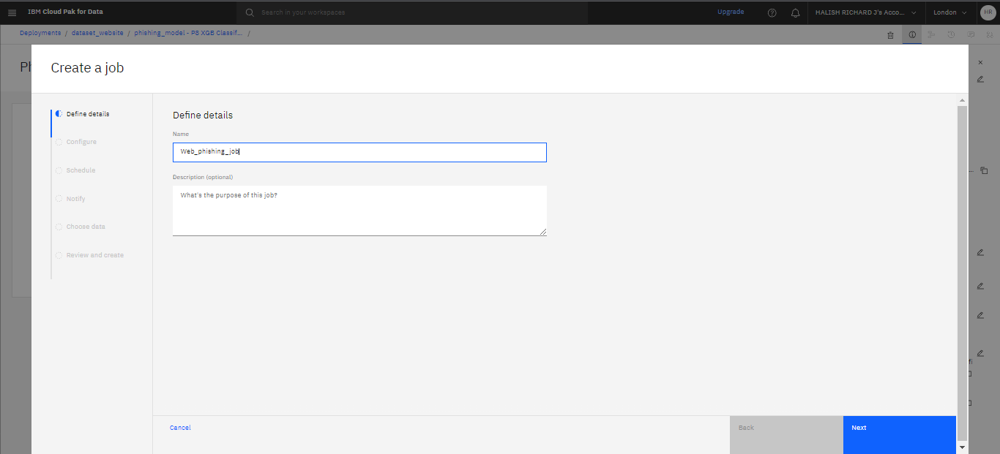 IBM Cloud Pak for Data
Search in your workspaces
Upgrade
HALISH RICHARD J's Acco...
London
HR
Deployments / dataset_website / phishing_model - P8 XGB Classif... /
Create a job
Define details
Configure
Schedule
Notify
Choose data
Review and create
Define details
Name
Web_phishing_job
Description (optional)
What's the purpose of this job?
Cancel
Back
Next